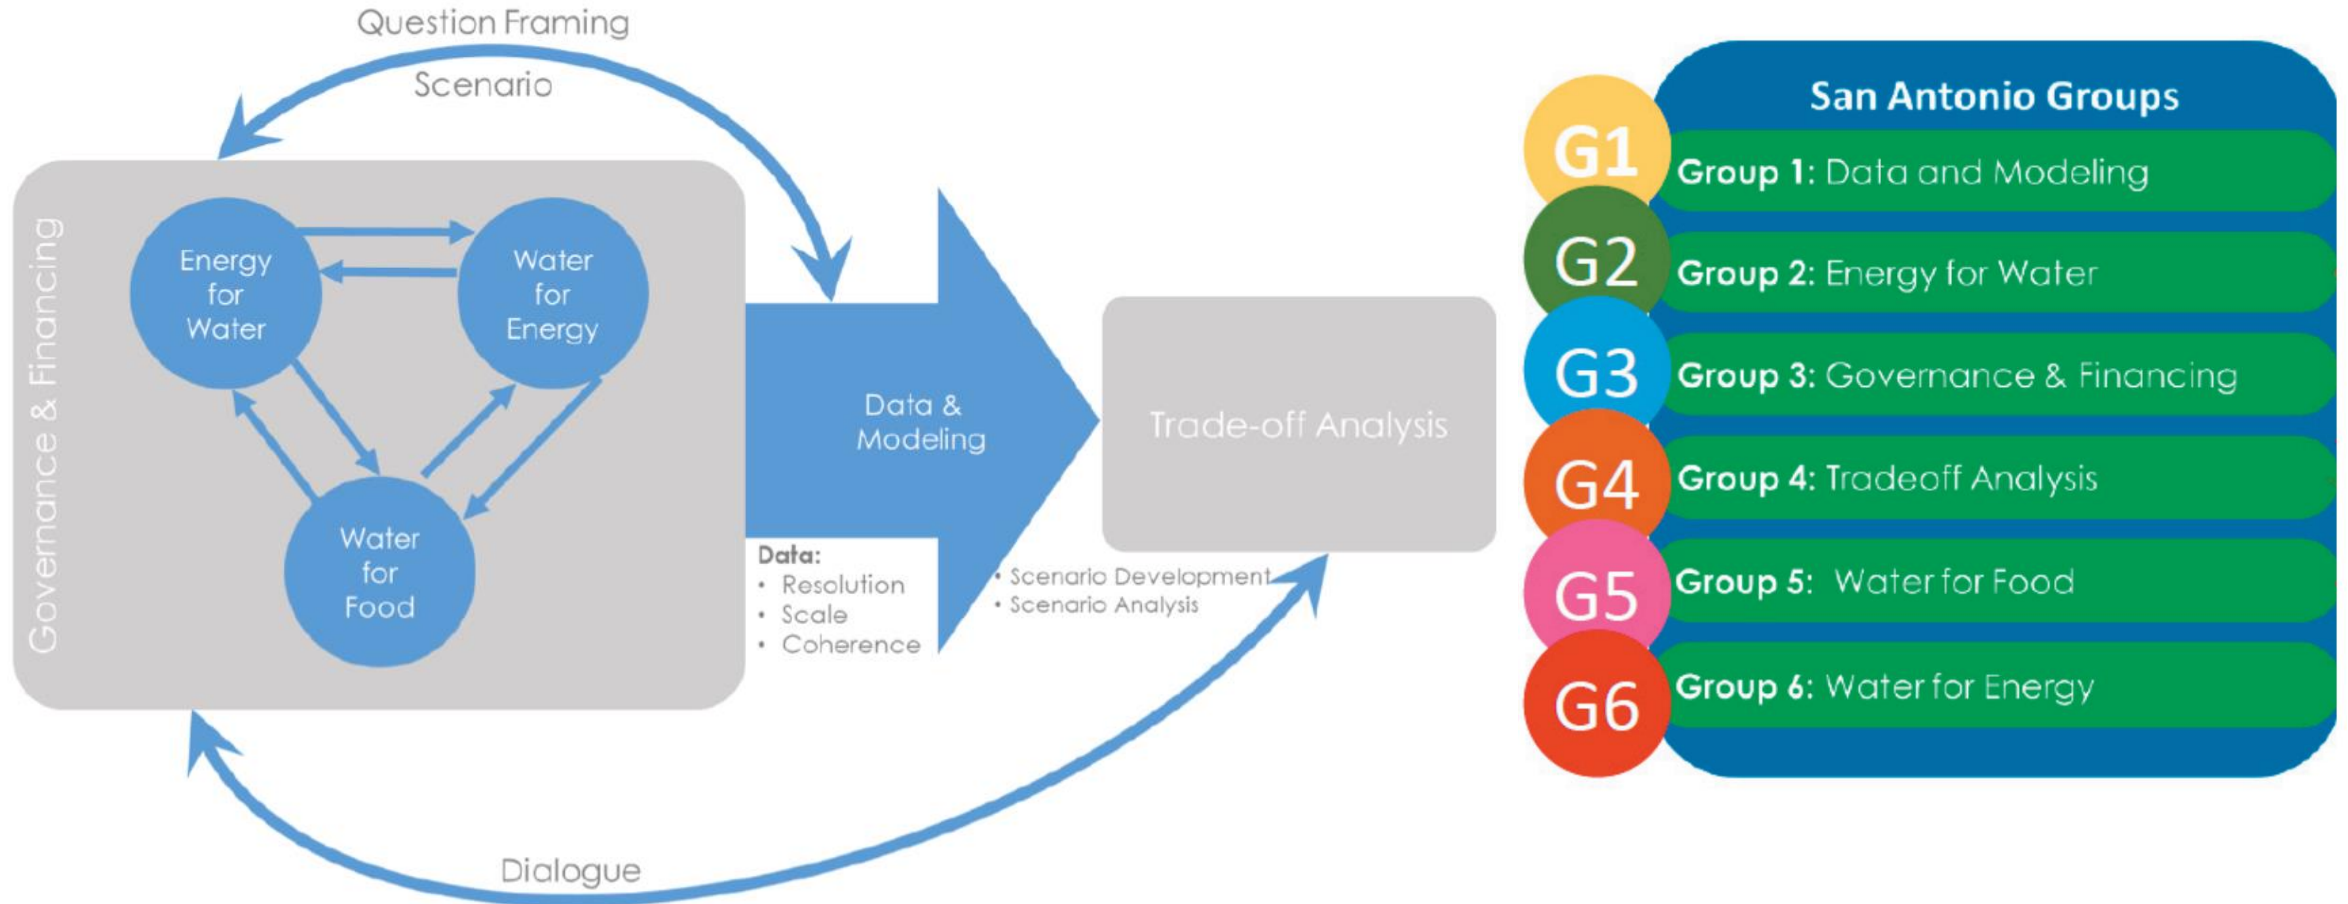 Question Framing
Scenario
Governance & Financing
Energy
for
Water
Water
for
Energy
Water
for
Food
Data &
Modeling
Data:
• Resolution
• Scale
• Coherence
• Scenario Development
• Scenario Analysis
Trade-off Analysis
Dialogue
San Antonio Groups
G1
Group 1: Data and Modeling
G2
Group 2: Energy for Water
G3
Group 3: Governance & Financing
G4
Group 4: Tradeoff Analysis
G5
Group 5: Water for Food
G6
Group 6: Water for Energy